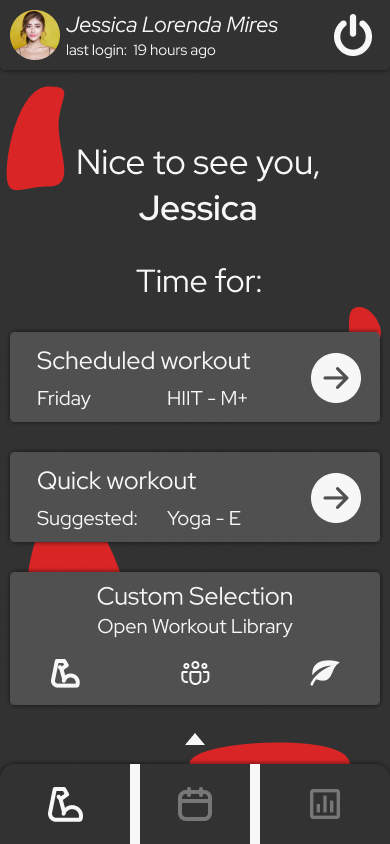 Jessica Lorenda Mires
last login: 19 hours ago
Nice to see you,
Jessica
Time for:
Scheduled workout
Friday HIIT - M+
Quick workout
Suggested: Yoga - E
Custom Selection
Open Workout Library